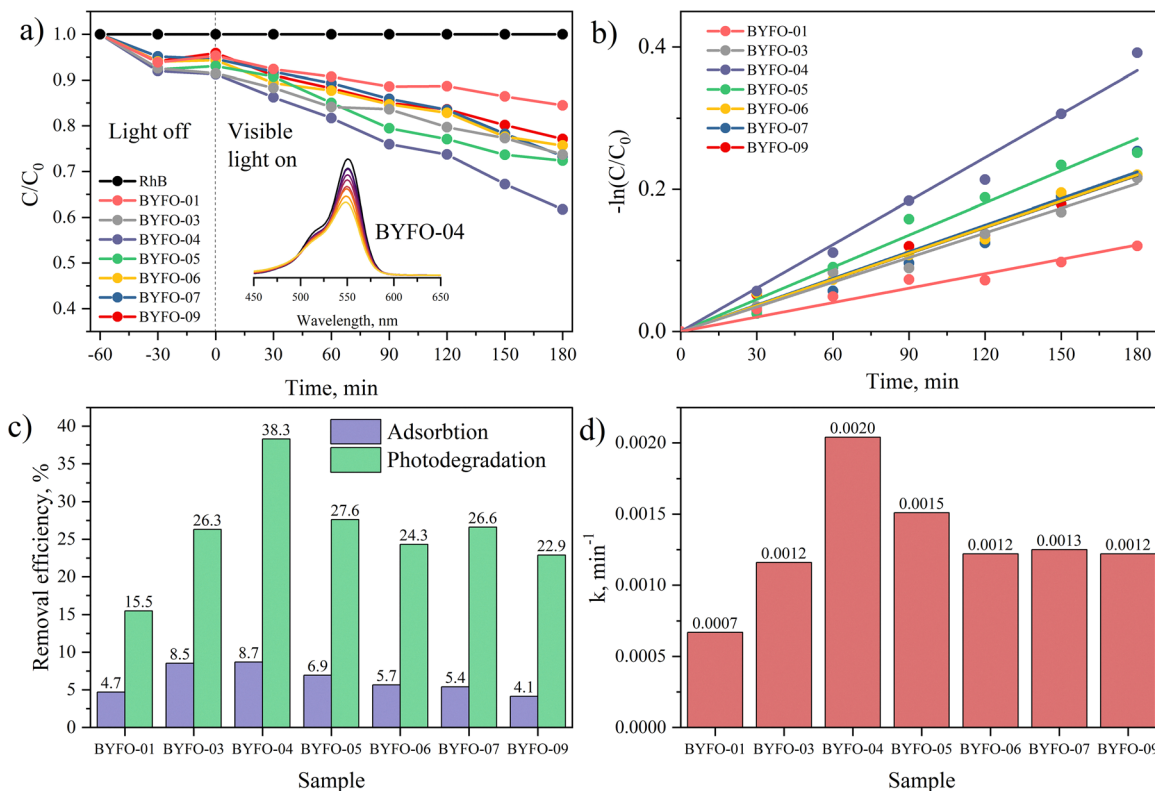 a)
C/C0
1.0
0.9
0.8
0.7
0.6
0.5
0.4
Light off
Visible
light on
RhB
BYFO-01
BYFO-03
BYFO-04
BYFO-05
BYFO-06
BYFO-07
BYFO-09
BYFO-04
450 500 550 600 650
Wavelength, nm
-60 -30 0 30 60 90 120 150 180
Time, min
b)
-ln(C/C0)
0.4
0.2
0.0
BYFO-01
BYFO-03
BYFO-04
BYFO-05
BYFO-06
BYFO-07
BYFO-09
0 30 60 90 120 150 180
Time, min
c)
Removal efficiency, %
40
35
30
25
20
15
10
5
0
Adsorbtion
Photodegradation
4.7 15.5 8.5 26.3 8.7 38.3 6.9 27.6 5.7 24.3 5.4 26.6 4.1 22.9
BYFO-01 BYFO-03 BYFO-04 BYFO-05 BYFO-06 BYFO-07 BYFO-09
Sample
d)
k, min⁻¹
0.0020
0.0015
0.0010
0.0005
0.0000
0.0007 0.0012 0.0020 0.0015 0.0012 0.0013 0.0012
BYFO-01 BYFO-03 BYFO-04 BYFO-05 BYFO-06 BYFO-07 BYFO-09
Sample